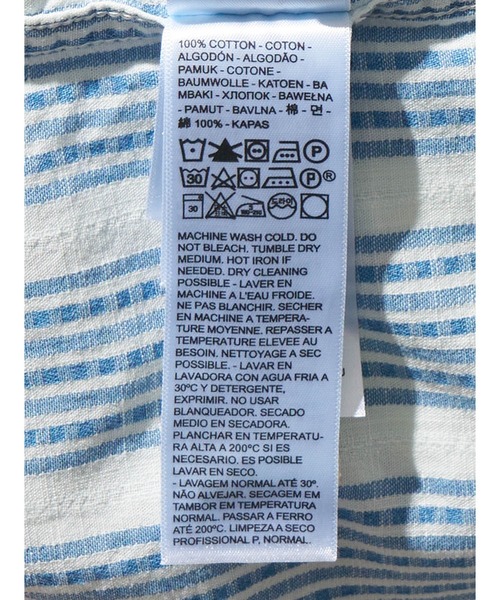 100% COTTON - COTON -
ALGODÓN - ALGODÃO -
PAMUK - COTONE -
BAUMWOLLE - KATOEN - BA
MBAKI - ХЛОПОК - BAWEŁNA
- PAMUT - BAVLNA - 棉 - 면 -
綿 100% - KAPAS
P
30 P®
30
MACHINE WASH COLD. DO
NOT BLEACH. TUMBLE DRY
MEDIUM. HOT IRON IF
NEEDED. DRY CLEANING
POSSIBLE - LAVER EN
MACHINE A L'EAU FROIDE.
NE PAS BLANCHIR. SECHER
EN MACHINE A TEMPERA-
TURE MOYENNE. REPASSER A
TEMPERATURE ELEVEE AU
BESOIN. NETTOYAGE A SEC
POSSIBLE. - LAVAR EN
LAVADORA CON AGUA FRIA A
30ºC Y DETERGENTE,
EXPRIMIR. NO USAR
BLANQUEADOR. SECADO
MEDIO EN SECADORA.
PLANCHAR EN TEMPERATU-
RA ALTA A 200ºC SI ES
NECESARIO. ES POSIBLE
LAVAR EN SECO.
- LAVAGEM NORMAL ATÉ 30º.
NÃO ALVEJAR. SECAGEM EM
TAMBOR EM TEMPERATURA
NORMAL. PASSAR A FERRO
ATÉ 200ºC. LIMPEZA A SECO
PROFISSIONAL P, NORMAL.